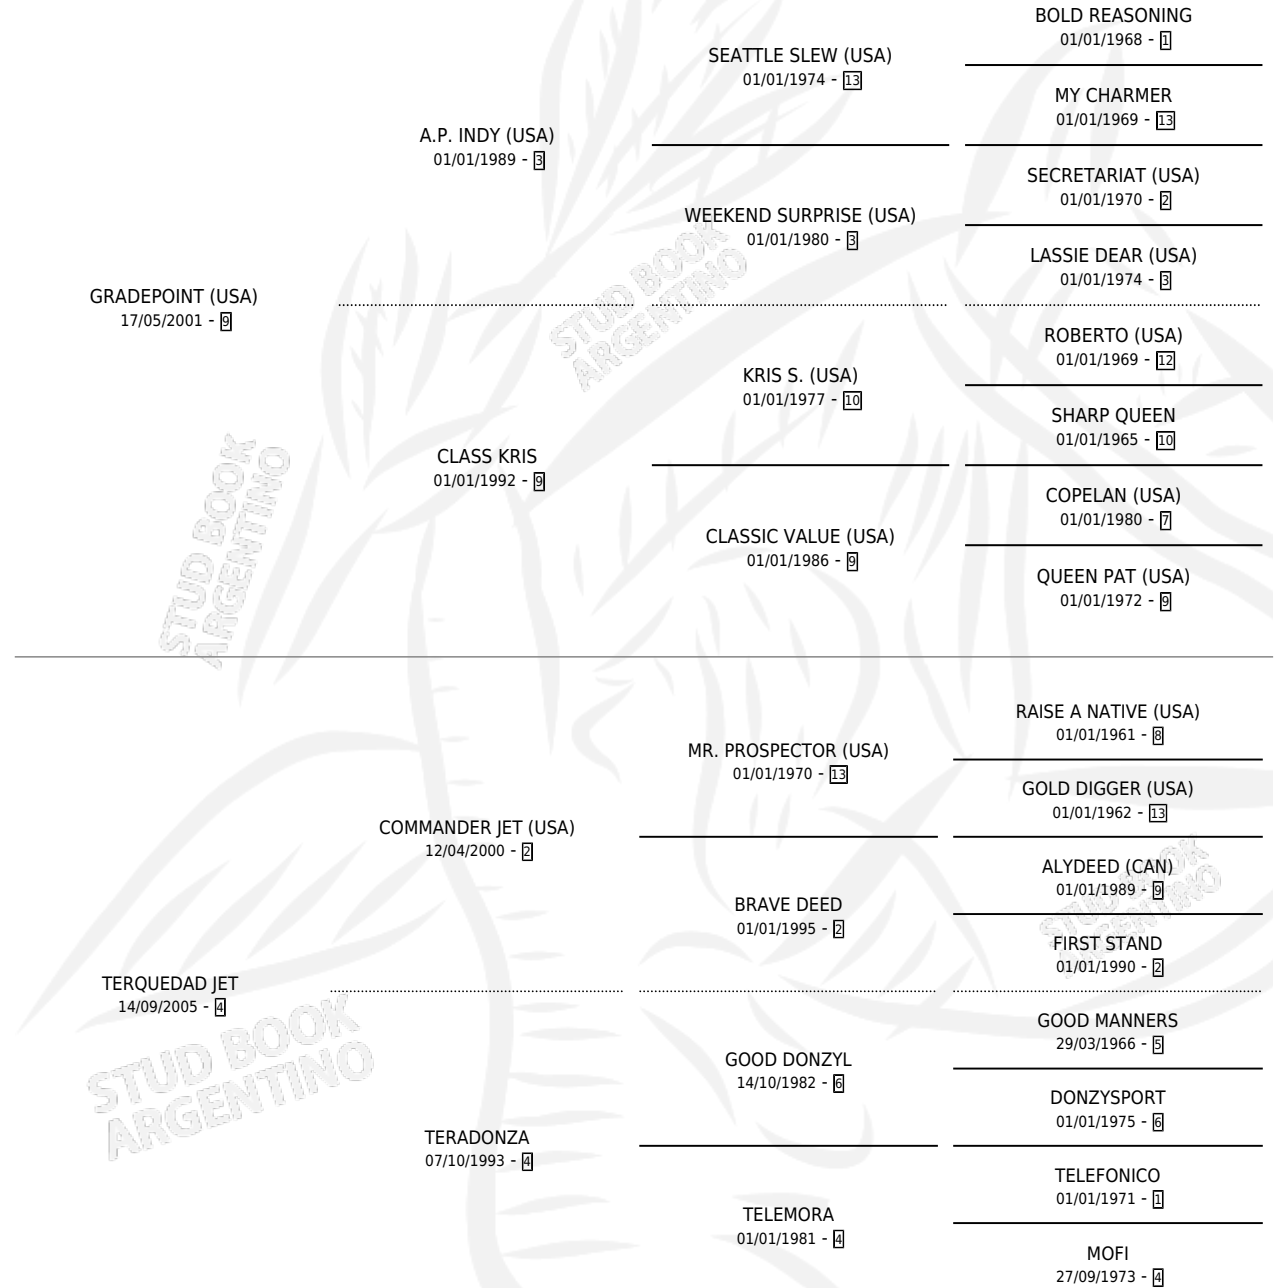 BOLD REASONING
01/01/1968 - 1
SEATTLE SLEW (USA)
01/01/1974 - 13
MY CHARMER
01/01/1969 - 13
A.P. INDY (USA)
01/01/1989 - 3
SECRETARIAT (USA)
01/01/1970 - 2
WEEKEND SURPRISE (USA)
01/01/1980 - 3
LASSIE DEAR (USA)
01/01/1974 - 3
GRADEPOINT (USA)
17/05/2001 - 9
ROBERTO (USA)
01/01/1969 - 12
KRIS S. (USA)
01/01/1977 - 10
SHARP QUEEN
01/01/1965 - 10
CLASS KRIS
01/01/1992 - 9
COPELAN (USA)
01/01/1980 - 7
CLASSIC VALUE (USA)
01/01/1986 - 9
QUEEN PAT (USA)
01/01/1972 - 9
STUD BOOK
ARGENTINO
STUD BOOK
ARGENTINO
RAISE A NATIVE (USA)
01/01/1961 - 8
MR. PROSPECTOR (USA)
01/01/1970 - 13
GOLD DIGGER (USA)
01/01/1962 - 13
COMMANDER JET (USA)
12/04/2000 - 2
ALYDEED (CAN)
01/01/1989 - 9
BRAVE DEED
01/01/1995 - 2
FIRST STAND
01/01/1990 - 2
TERQUEDAD JET
14/09/2005 - 4
GOOD MANNERS
29/03/1966 - 5
GOOD DONZYL
14/10/1982 - 6
DONZYSPORT
01/01/1975 - 6
TERADONZA
07/10/1993 - 4
TELEFONICO
01/01/1971 - 1
TELEMORA
01/01/1981 - 4
MOFI
27/09/1973 - 4
STUD BOOK
ARGENTINO
STUD BOOK
ARGENTINO